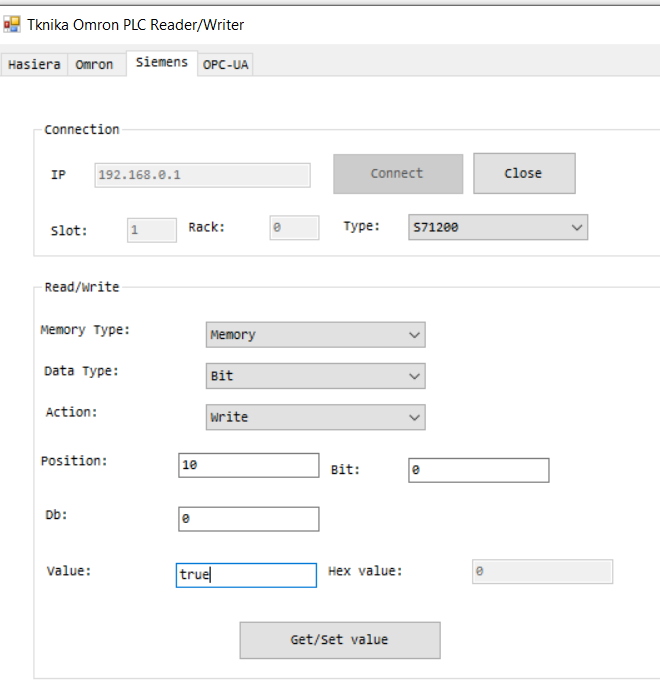 Tknika Omron PLC Reader/Writer
Hasiera Omron Siemens OPC-UA
Connection
IP 192.168.0.1 Connect Close
Slot: 1 Rack: 0 Type: S71200
Read/Write
Memory Type: Memory
Data Type: Bit
Action: Write
Position: 10 Bit: 0
Db: 0
Value: true Hex value: 0
Get/Set value